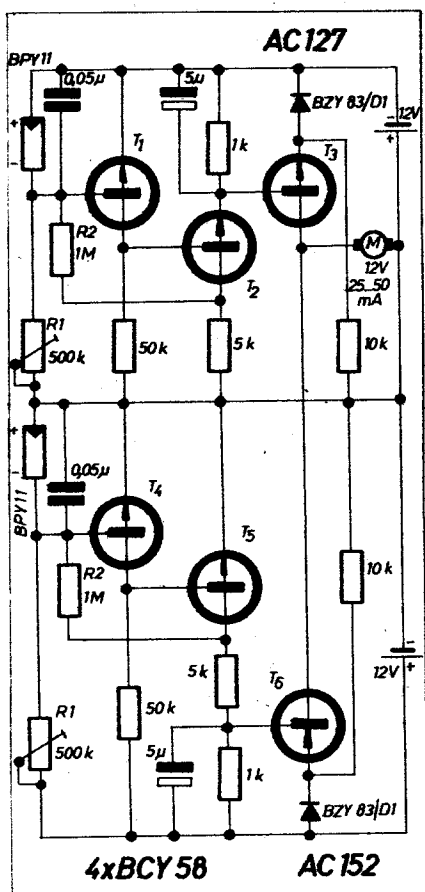 AC127
BPY11
0,05µ
5µ
BZY 83/D1
12V
+
-
T1
1k
T3
-
+
R2
1M
T2
M
12V
25...50
mA
R1
500k
50k
5k
10k
+
-
BPY11
0,05µ
T4
T5
R2
1M
10k
5k
T6
12V
-
+
R1
500k
50k
5µ
1k
BZY 83/D1
4xBCY 58
AC152